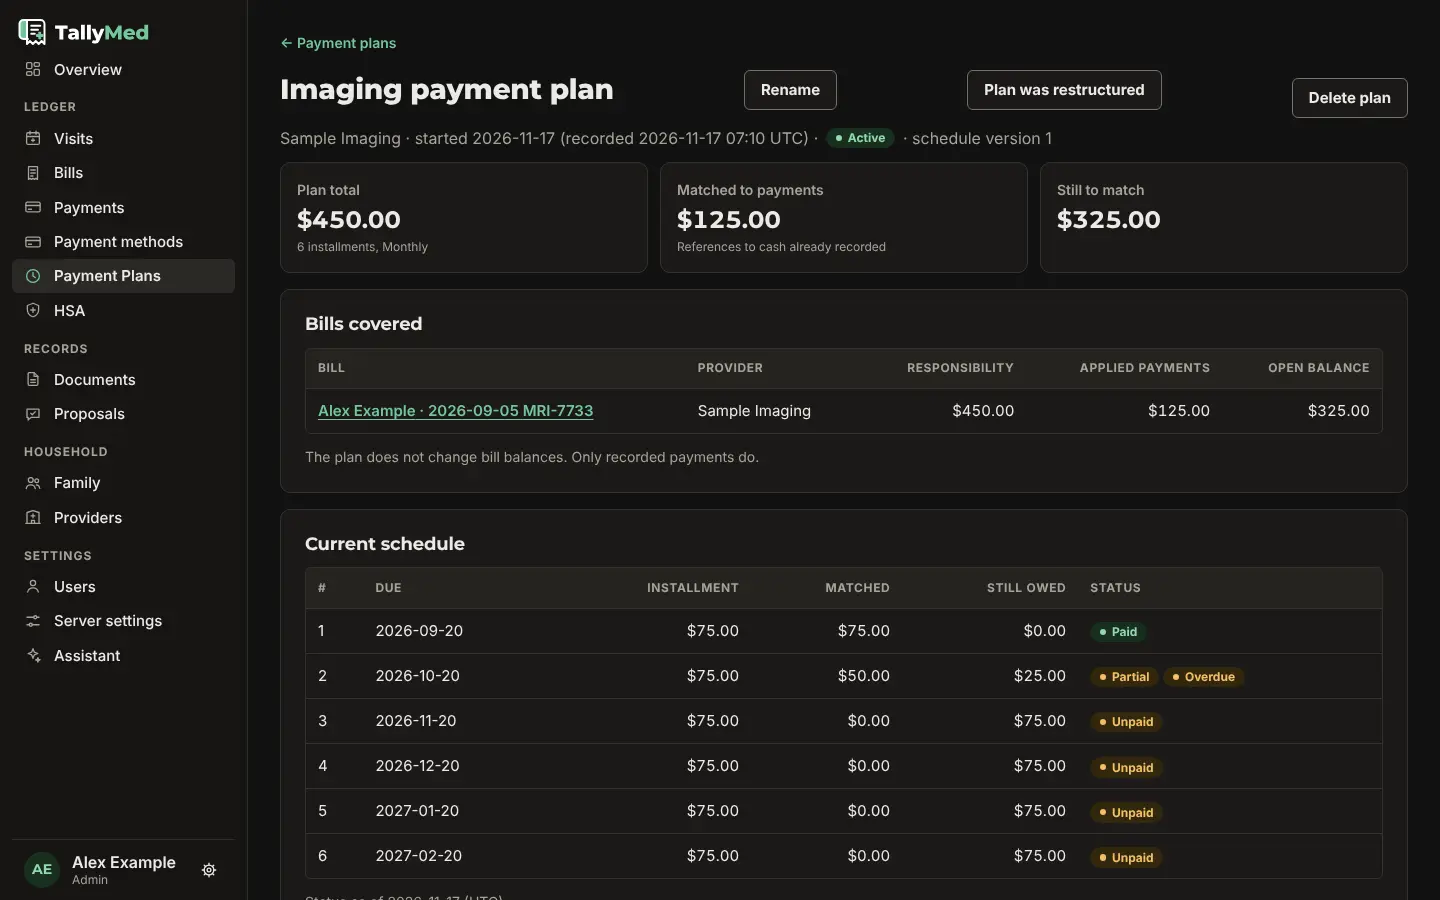 TallyMed
Overview
LEDGER
Visits
Bills
Payments
Payment methods
Payment Plans
HSA
RECORDS
Documents
Proposals
HOUSEHOLD
Family
Providers
SETTINGS
Users
Server settings
Assistant
AE
Alex Example
Admin
← Payment plans
Imaging payment plan
Rename
Plan was restructured
Delete plan
Sample Imaging · started 2026-11-17 (recorded 2026-11-17 07:10 UTC) · Active · schedule version 1
Plan total
$450.00
6 installments, Monthly
Matched to payments
$125.00
References to cash already recorded
Still to match
$325.00
Bills covered
BILL PROVIDER RESPONSIBILITY APPLIED PAYMENTS OPEN BALANCE
Alex Example · 2026-09-05 MRI-7733 Sample Imaging $450.00 $125.00 $325.00
The plan does not change bill balances. Only recorded payments do.
Current schedule
# DUE INSTALLMENT MATCHED STILL OWED STATUS
1 2026-09-20 $75.00 $75.00 $0.00 Paid
2 2026-10-20 $75.00 $50.00 $25.00 Partial Overdue
3 2026-11-20 $75.00 $0.00 $75.00 Unpaid
4 2026-12-20 $75.00 $0.00 $75.00 Unpaid
5 2027-01-20 $75.00 $0.00 $75.00 Unpaid
6 2027-02-20 $75.00 $0.00 $75.00 Unpaid
Status as of 2026-11-17 (UTC)